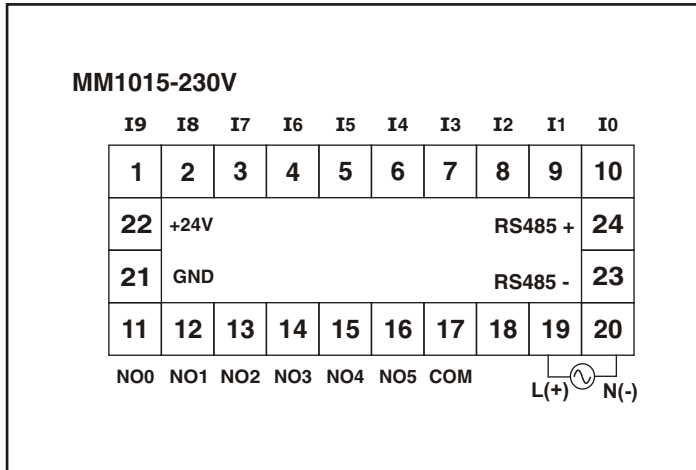 MM1015-230V
I9 I8 I7 I6 I5 I4 I3 I2 I1 I0
1 2 3 4 5 6 7 8 9 10
22 +24V RS485 + 24
21 GND RS485 - 23
11 12 13 14 15 16 17 18 19 20
NO0 NO1 NO2 NO3 NO4 NO5 COM
L(+) N(-)